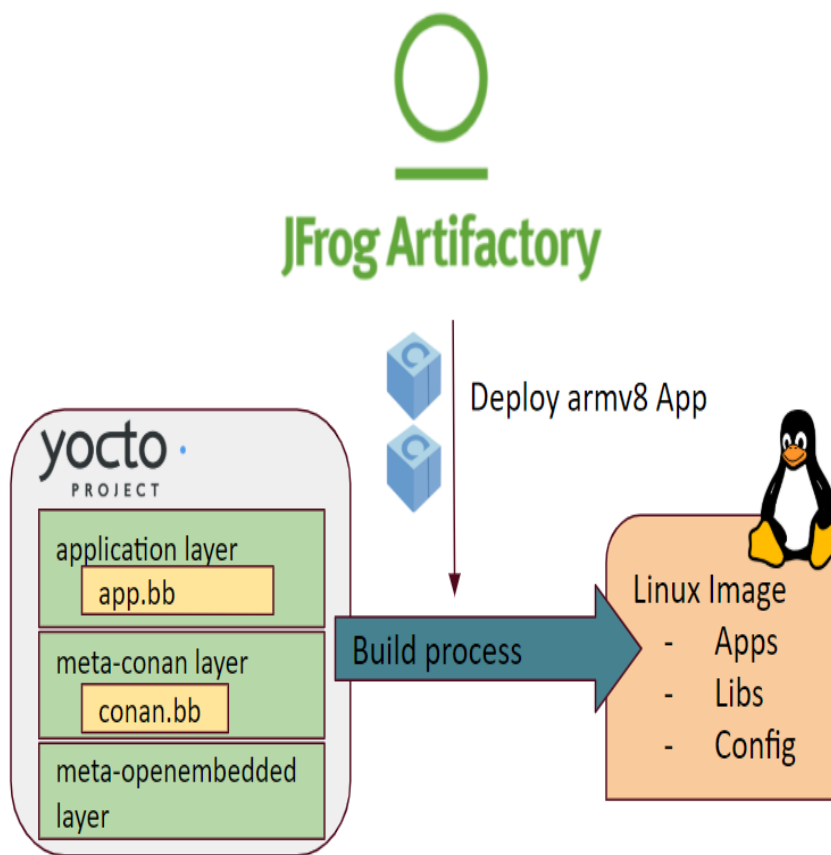 JFrog Artifactory
Deploy armv8 App
yocto
PROJECT
application layer
app.bb
meta-conan layer
conan.bb
meta-openembedded
layer
Build process
Linux Image
- Apps
- Libs
- Config